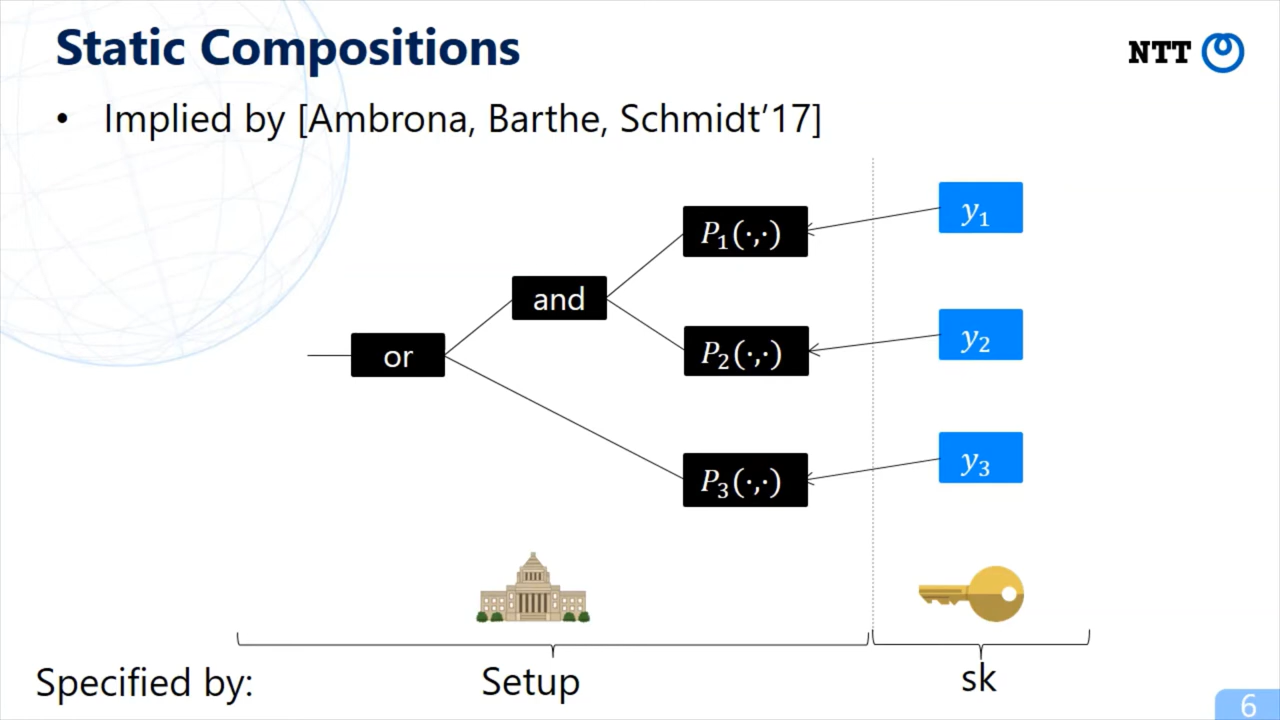 Static Compositions
NTT
• Implied by [Ambrona, Barthe, Schmidt’17]
y₁
P₁(·,·)
and
y₂
P₂(·,·)
or
y₃
P₃(·,·)
Specified by: Setup sk
6